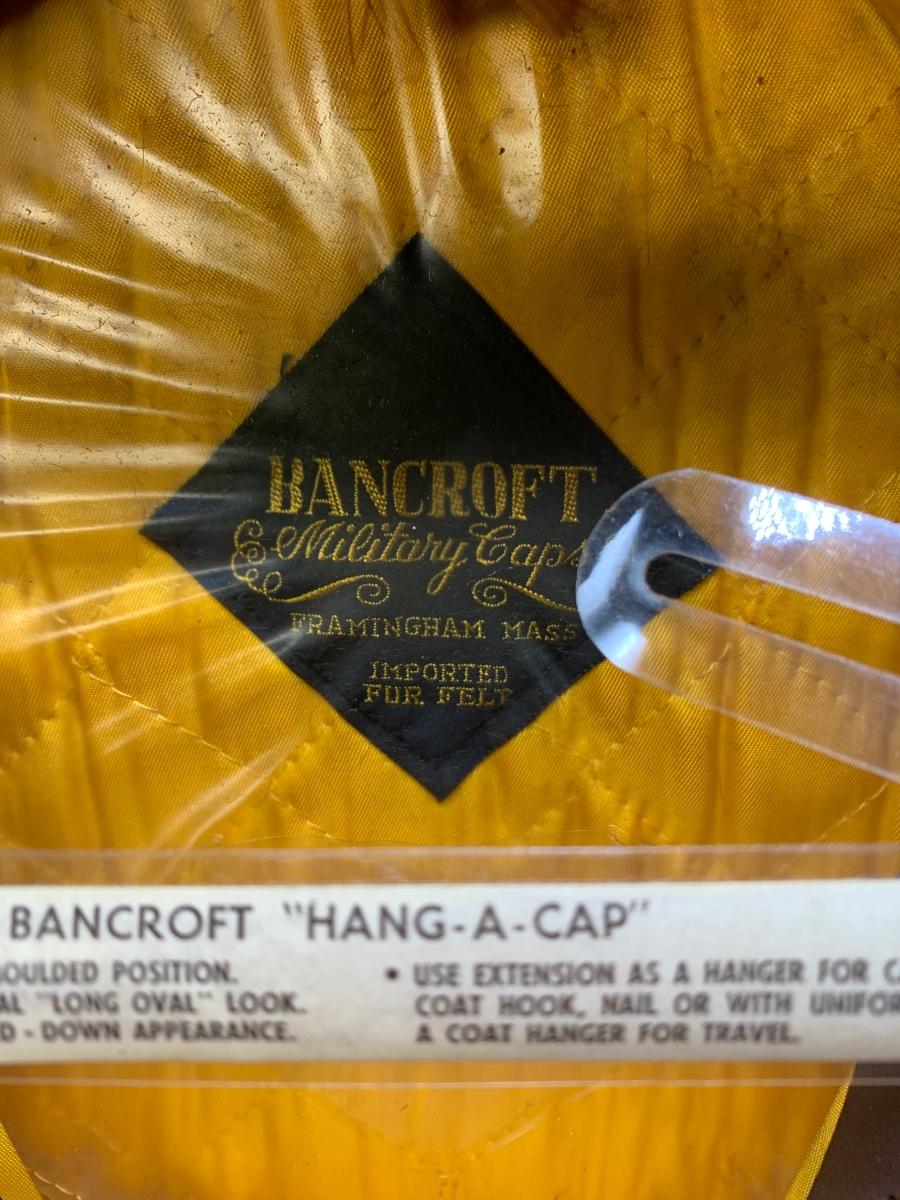 BANCROFT
Military Caps
FRAMINGHAM MASS
IMPORTED
FUR FELT
BANCROFT "HANG-A-CAP"
OULDED POSITION.
AL "LONG OVAL" LOOK.
D-DOWN APPEARANCE.
• USE EXTENSION AS A HANGER FOR
COAT HOOK, NAIL OR WITH UNIFOR
A COAT HANGER FOR TRAVEL.